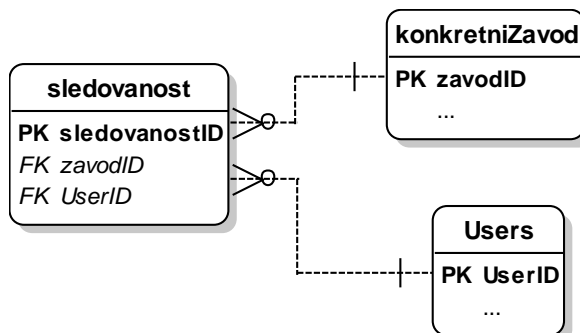 konkretniZavod
PK zavodID
...
sledovanost
PK sledovanostID
FK zavodID
FK UserID
Users
PK UserID
...